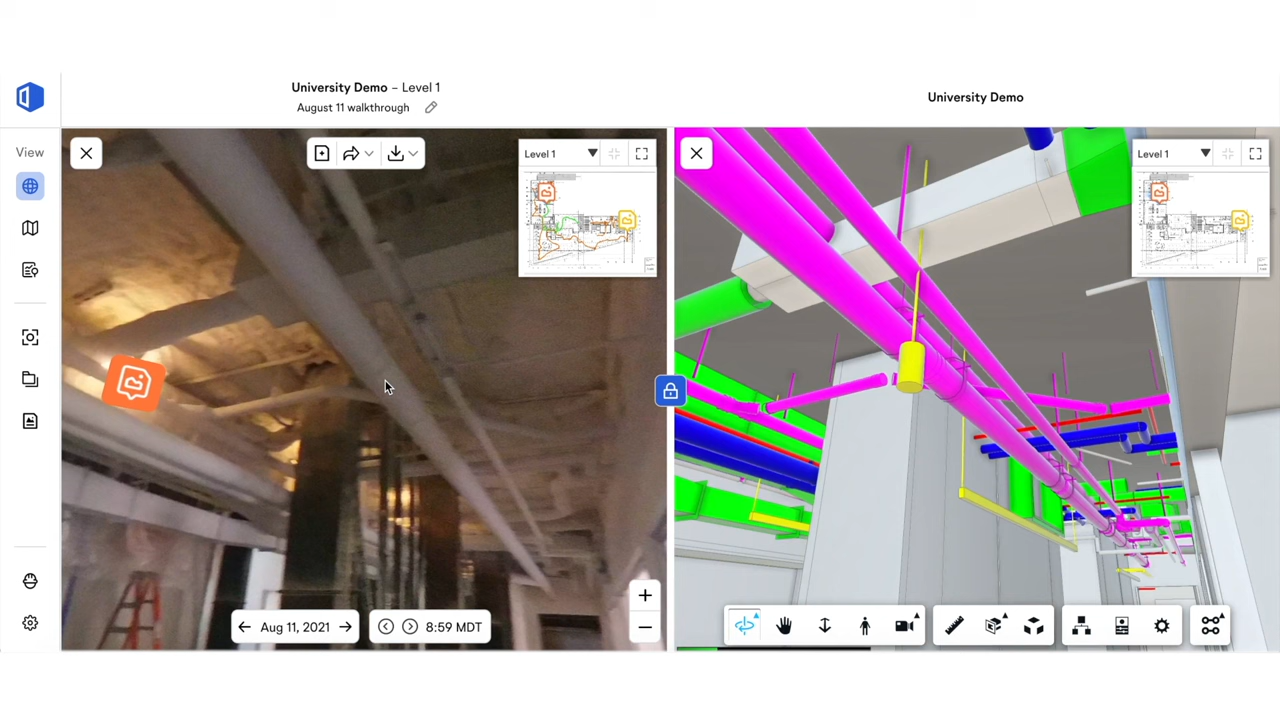 University Demo – Level 1
August 11 walkthrough
University Demo
View
Level 1
Level 1
Aug 11, 2021
8:59 MDT